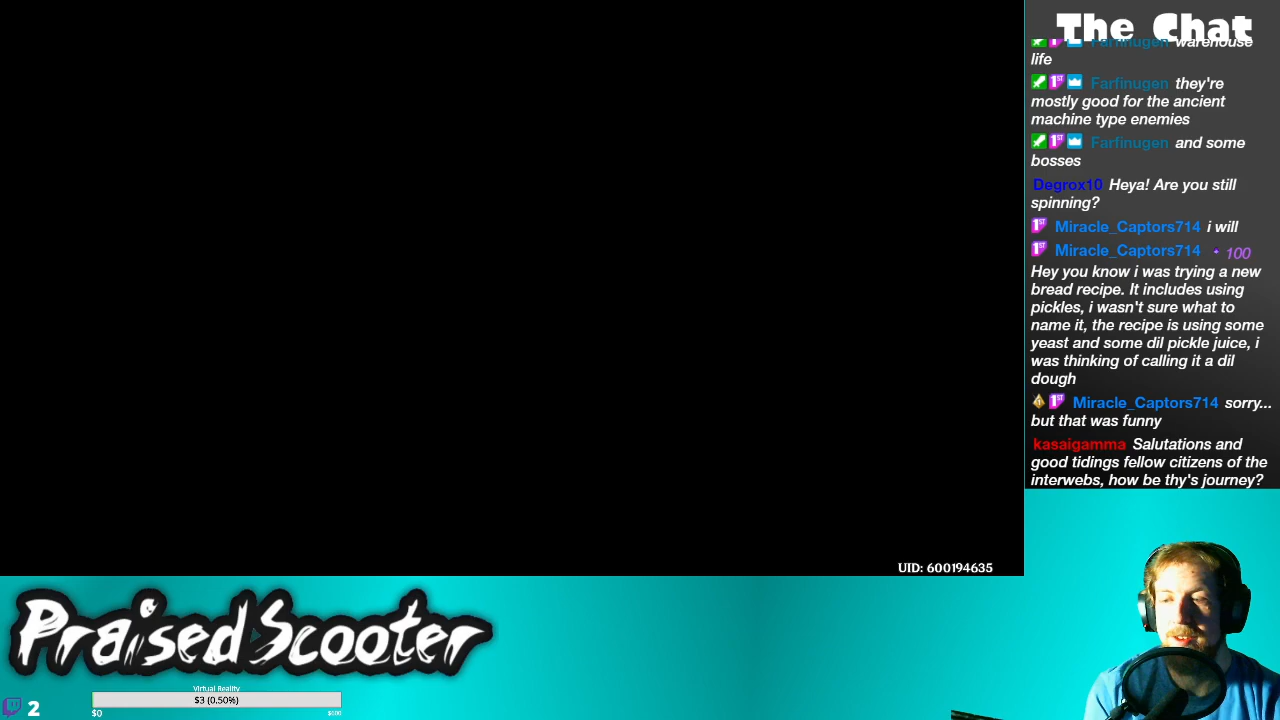 The Chat
Farfinugen warehouse
life
Farfinugen they're
mostly good for the ancient
machine type enemies
Farfinugen and some
bosses
Degrox10 Heya! Are you still
spinning?
Miracle_Captors714 i will
Miracle_Captors714 100
Hey you know i was trying a new
bread recipe. It includes using
pickles, i wasn't sure what to
name it, the recipe is using some
yeast and some dil pickle juice, i
was thinking of calling it a dil
dough
Miracle_Captors714 sorry...
but that was funny
kasaigamma Salutations and
good tidings fellow citizens of the
interwebs, how be thy's journey?
UID: 600194635
PraisedScooter
Virtual Reality
$3 (0.50%)
2
$0